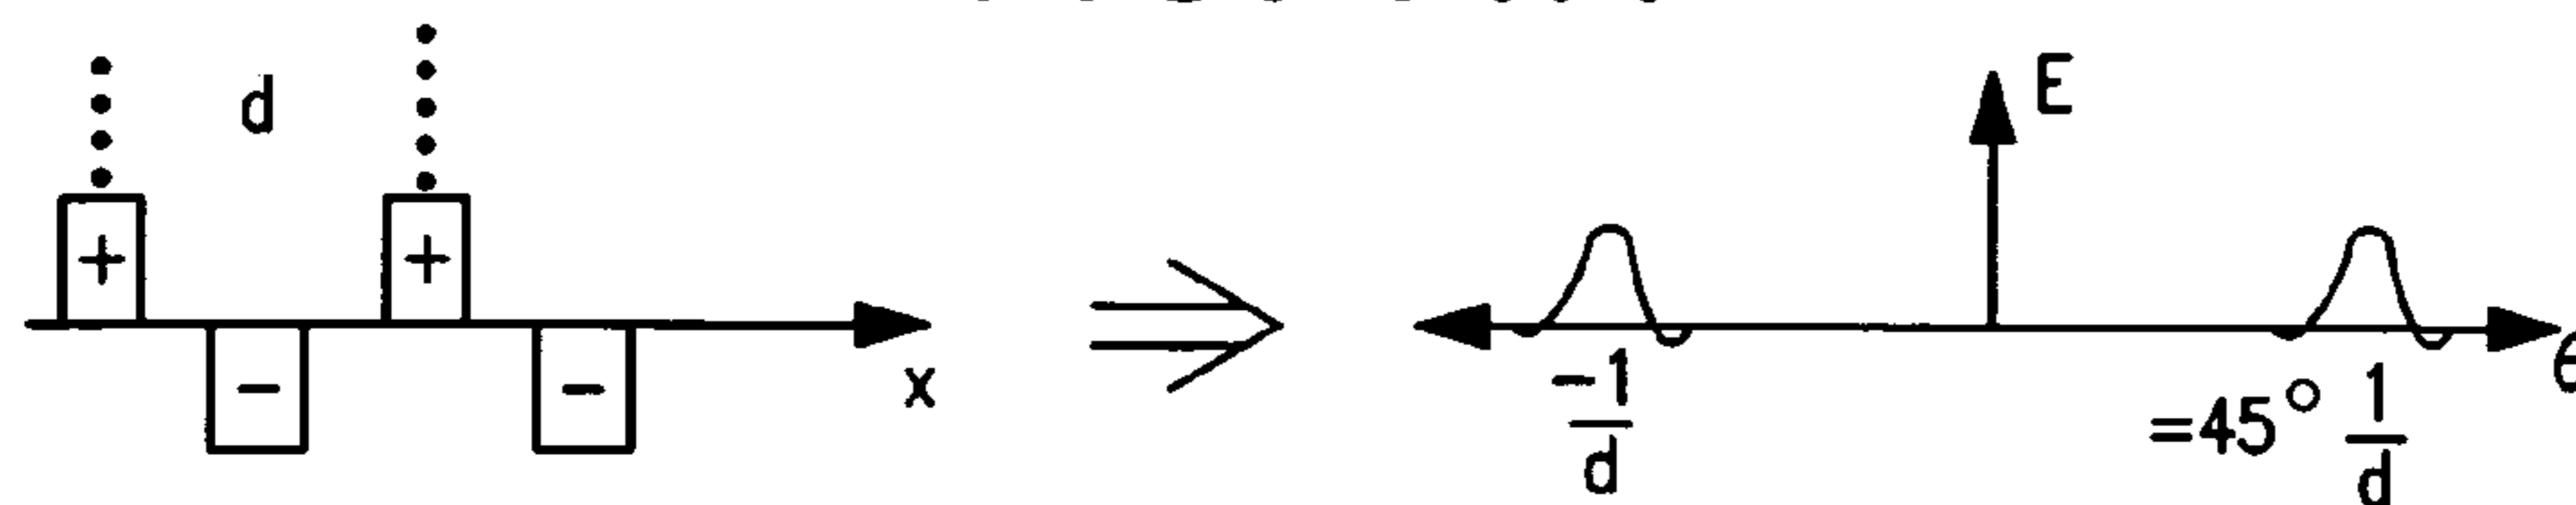 d
+ +
- -
x
E
θ
-1/d
=45° 1/d